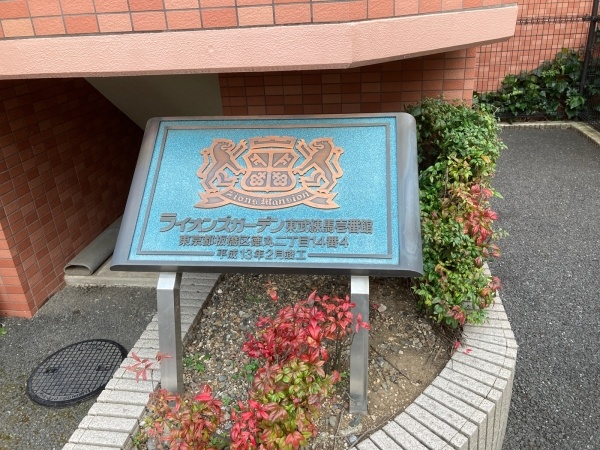 Lions Mansion
ライオンズガーデン東武練馬壱番館
東京都板橋区徳丸二丁目14番4
平成13年2月竣工